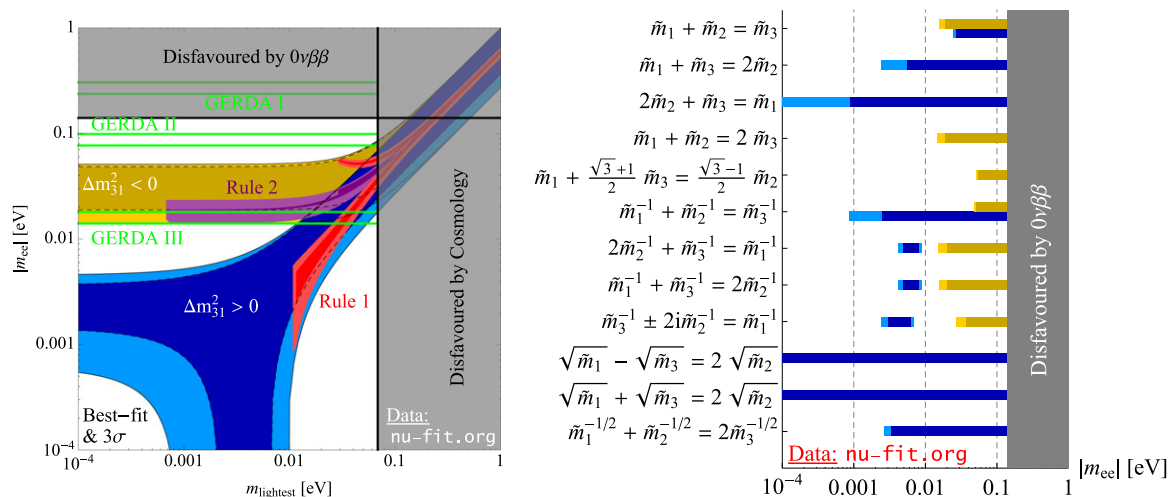 |m_ee| [eV]
1
0.1
0.01
0.001
10^−4
Disfavoured by 0νββ
GERDA I
GERDA II
Δm²₃₁ < 0
Rule 2
GERDA III
Δm²₃₁ > 0
Rule 1
Disfavoured by Cosmology
Best−fit
& 3σ
Data:
nu-fit.org
10^−4 0.001 0.01 0.1 1
m_lightest [eV]
m̃₁ + m̃₂ = m̃₃
m̃₁ + m̃₃ = 2m̃₂
2m̃₂ + m̃₃ = m̃₁
m̃₁ + m̃₂ = 2 m̃₃
m̃₁ + (√3+1)/2 m̃₃ = (√3−1)/2 m̃₂
m̃₁⁻¹ + m̃₂⁻¹ = m̃₃⁻¹
2m̃₂⁻¹ + m̃₃⁻¹ = m̃₁⁻¹
m̃₁⁻¹ + m̃₃⁻¹ = 2m̃₂⁻¹
m̃₃⁻¹ ± 2i m̃₂⁻¹ = m̃₁⁻¹
√m̃₁ − √m̃₃ = 2 √m̃₂
√m̃₁ + √m̃₃ = 2 √m̃₂
m̃₁^−1/2 + m̃₂^−1/2 = 2m̃₃^−1/2
Disfavoured by 0νββ
Data: nu-fit.org
10^−4 0.001 0.01 0.1 1
|m_ee| [eV]